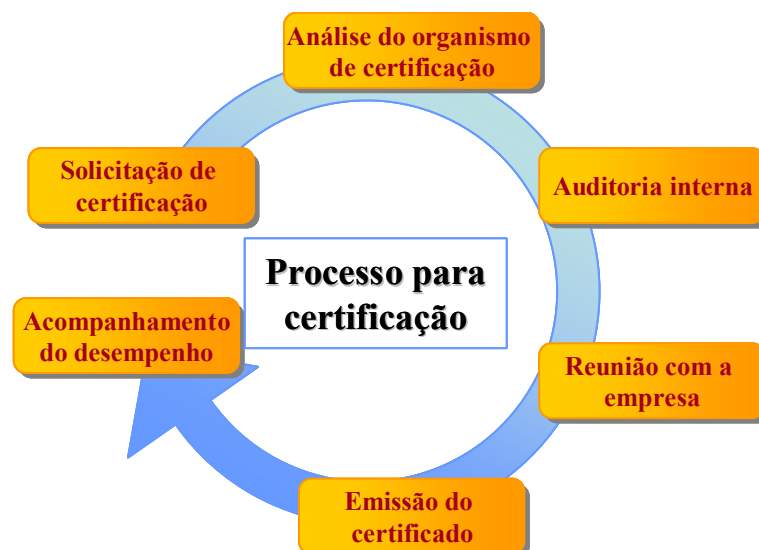 Análise do organismo
de certificação
Solicitação de
certificação
Auditoria interna
Processo para
certificação
Acompanhamento
do desempenho
Reunião com a
empresa
Emissão do
certificado